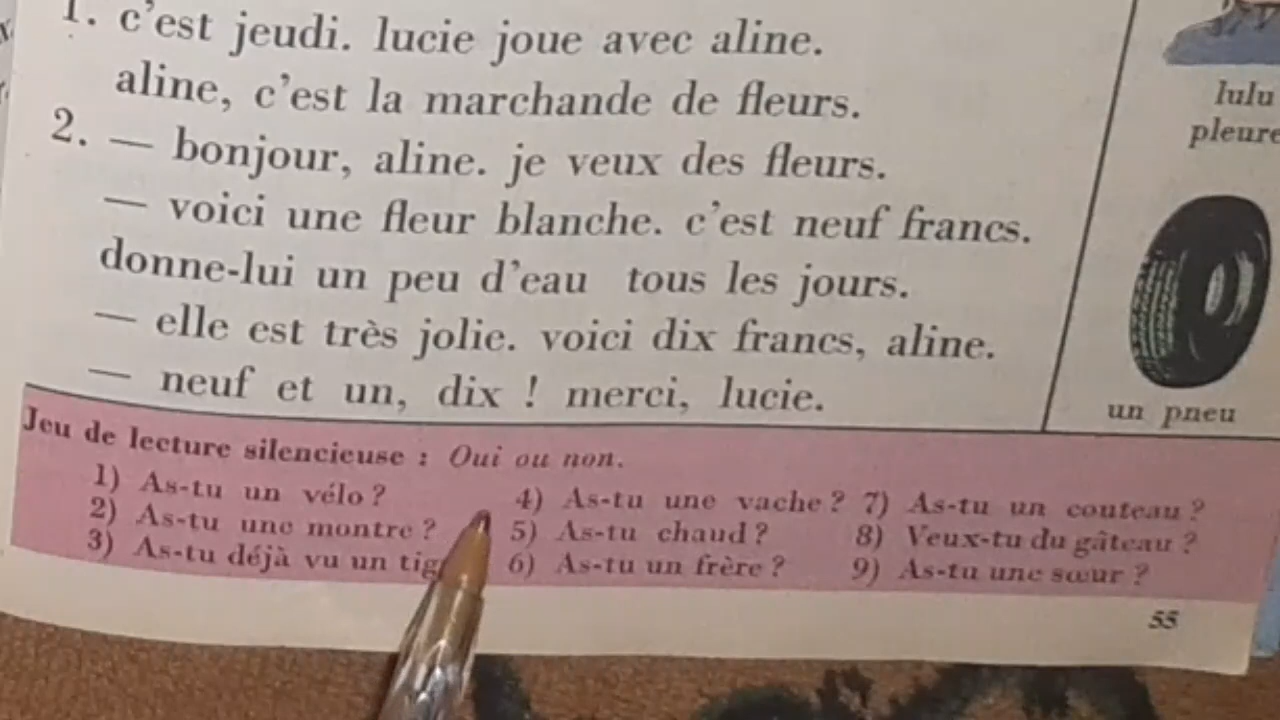 1. c'est jeudi. lucie joue avec aline.
aline, c'est la marchande de fleurs.
2. — bonjour, aline. je veux des fleurs.
— voici une fleur blanche. c'est neuf francs.
donne-lui un peu d'eau tous les jours.
— elle est très jolie. voici dix francs, aline.
— neuf et un, dix ! merci, lucie.
lulu
pleure
un pneu
Jeu de lecture silencieuse : Oui ou non.
1) As-tu un vélo ?
2) As-tu une montre ?
3) As-tu déjà vu un
4) As-tu une vache ?
5) As-tu chaud ?
6) As-tu un frère ?
7) As-tu un couteau ?
8) Veux-tu du gâteau ?
9) As-tu une sœur ?
55